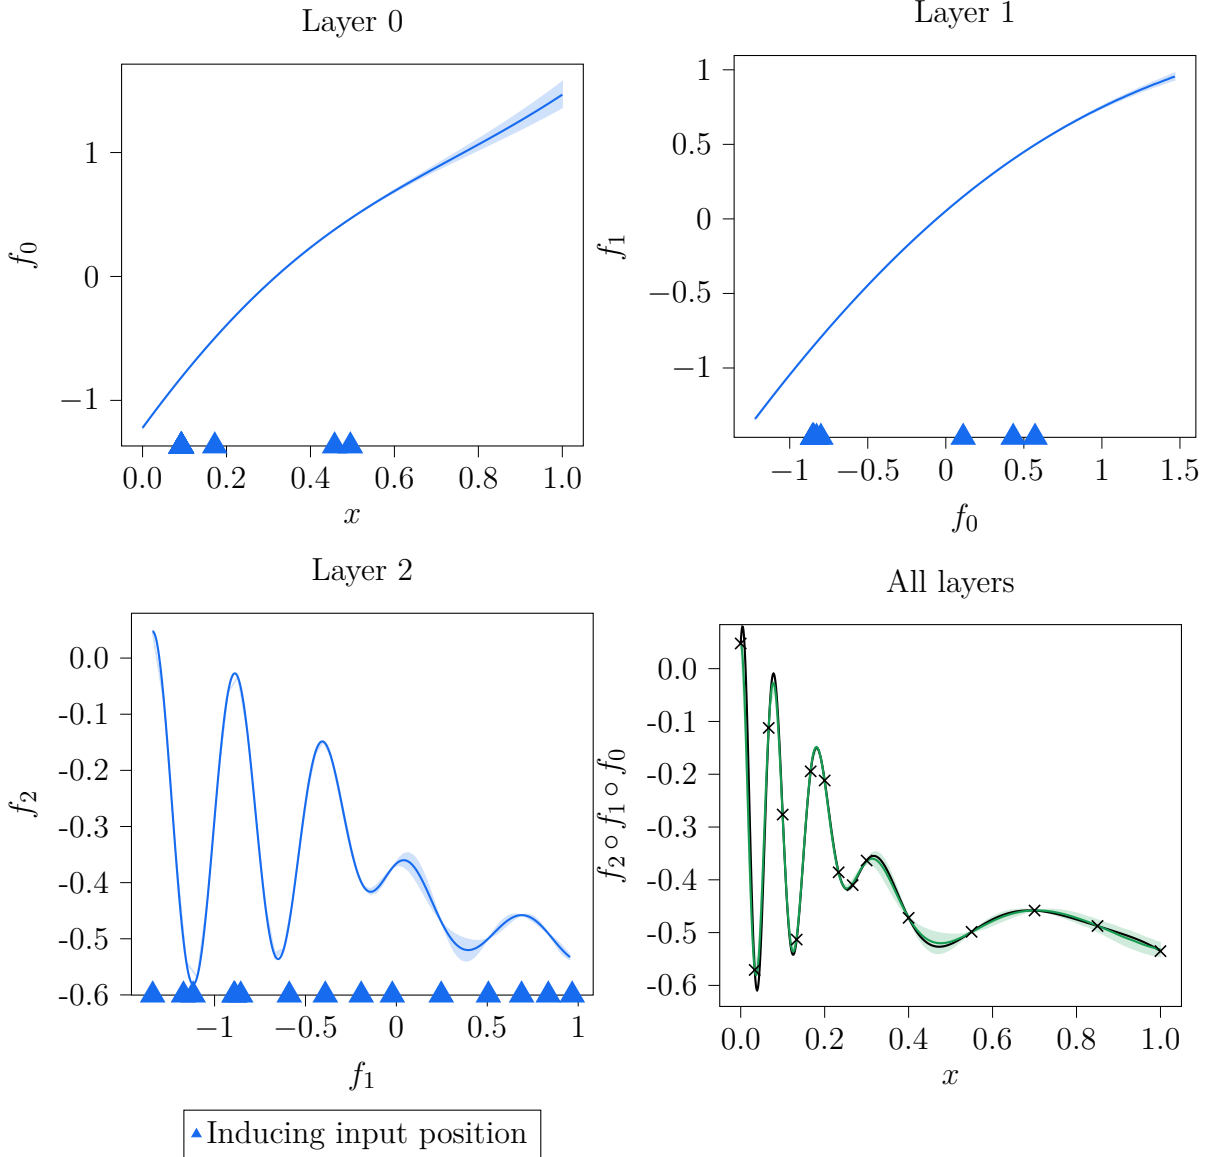 Layer 0
1
0
−1
f0
0.0 0.2 0.4 0.6 0.8 1.0
x
Layer 1
1
0.5
0
−0.5
−1
f1
−1 −0.5 0 0.5 1 1.5
f0
Layer 2
0.0
-0.1
-0.2
-0.3
-0.4
-0.5
-0.6
f2
−1 −0.5 0 0.5 1
f1
Inducing input position
All layers
0.0
-0.1
-0.2
-0.3
-0.4
-0.5
-0.6
f2 ∘ f1 ∘ f0
0.0 0.2 0.4 0.6 0.8 1.0
x